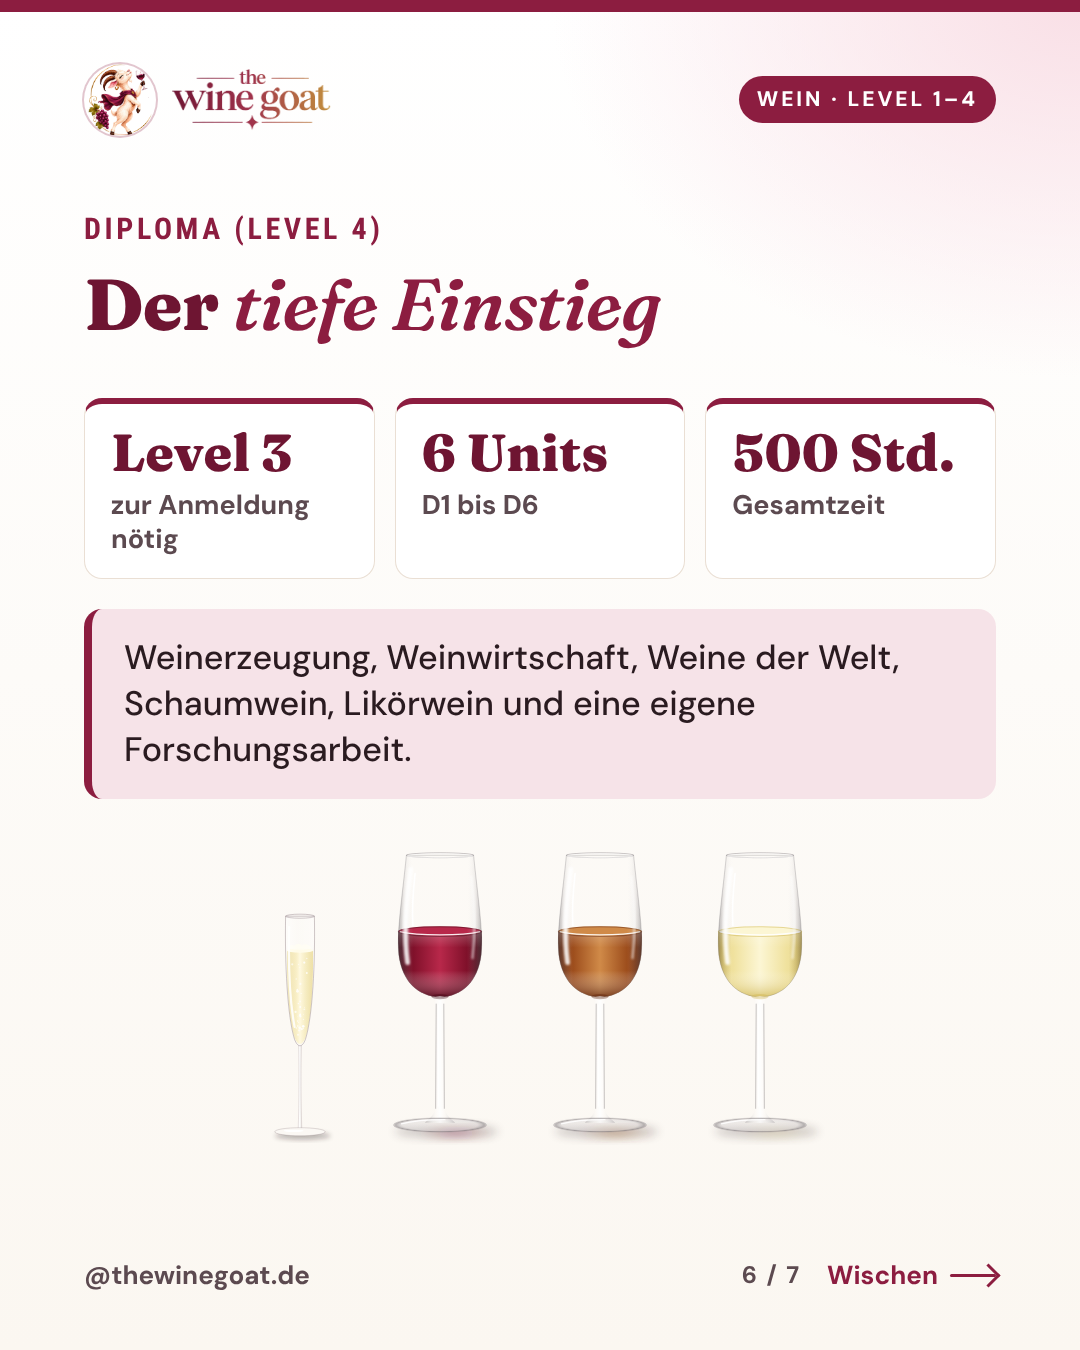 the
wine goat
WEIN · LEVEL 1–4
DIPLOMA (LEVEL 4)
Der tiefe Einstieg
Level 3
zur Anmeldung
nötig
6 Units
D1 bis D6
500 Std.
Gesamtzeit
Weinerzeugung, Weinwirtschaft, Weine der Welt,
Schaumwein, Likörwein und eine eigene
Forschungsarbeit.
@thewinegoat.de
6 / 7
Wischen